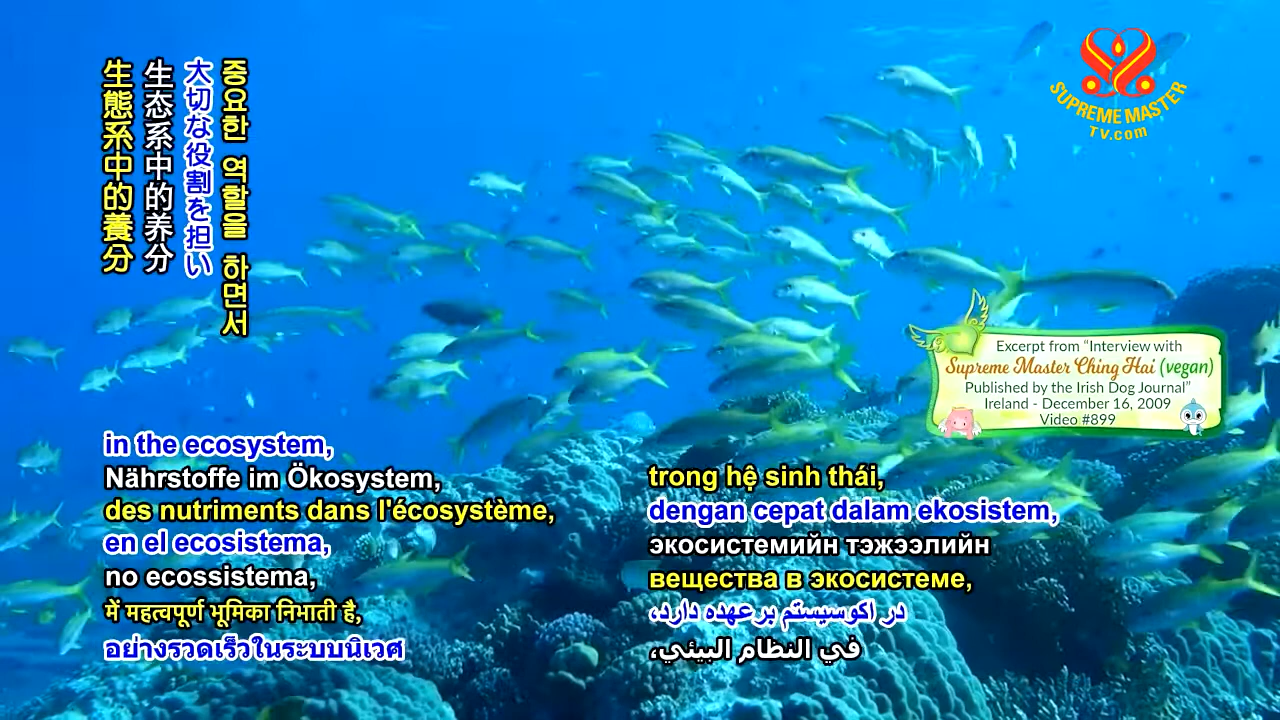 중요한 역할을 하면서
大切な役割を担い
生态系中的养分
生態系中的養分
SUPREME MASTER
TV.com
Excerpt from “Interview with
Supreme Master Ching Hai (vegan)
Published by the Irish Dog Journal”
Ireland - December 16, 2009
Video #899
in the ecosystem,
Nährstoffe im Ökosystem,
des nutriments dans l'écosystème,
en el ecosistema,
no ecossistema,
में महत्वपूर्ण भूमिका निभाती है,
อย่างรวดเร็วในระบบนิเวศ
trong hệ sinh thái,
dengan cepat dalam ekosistem,
экосистемийн тэжээлийн
вещества в экосистеме,
در اکوسیستم برعهده دارد،
في النظام البيئي،